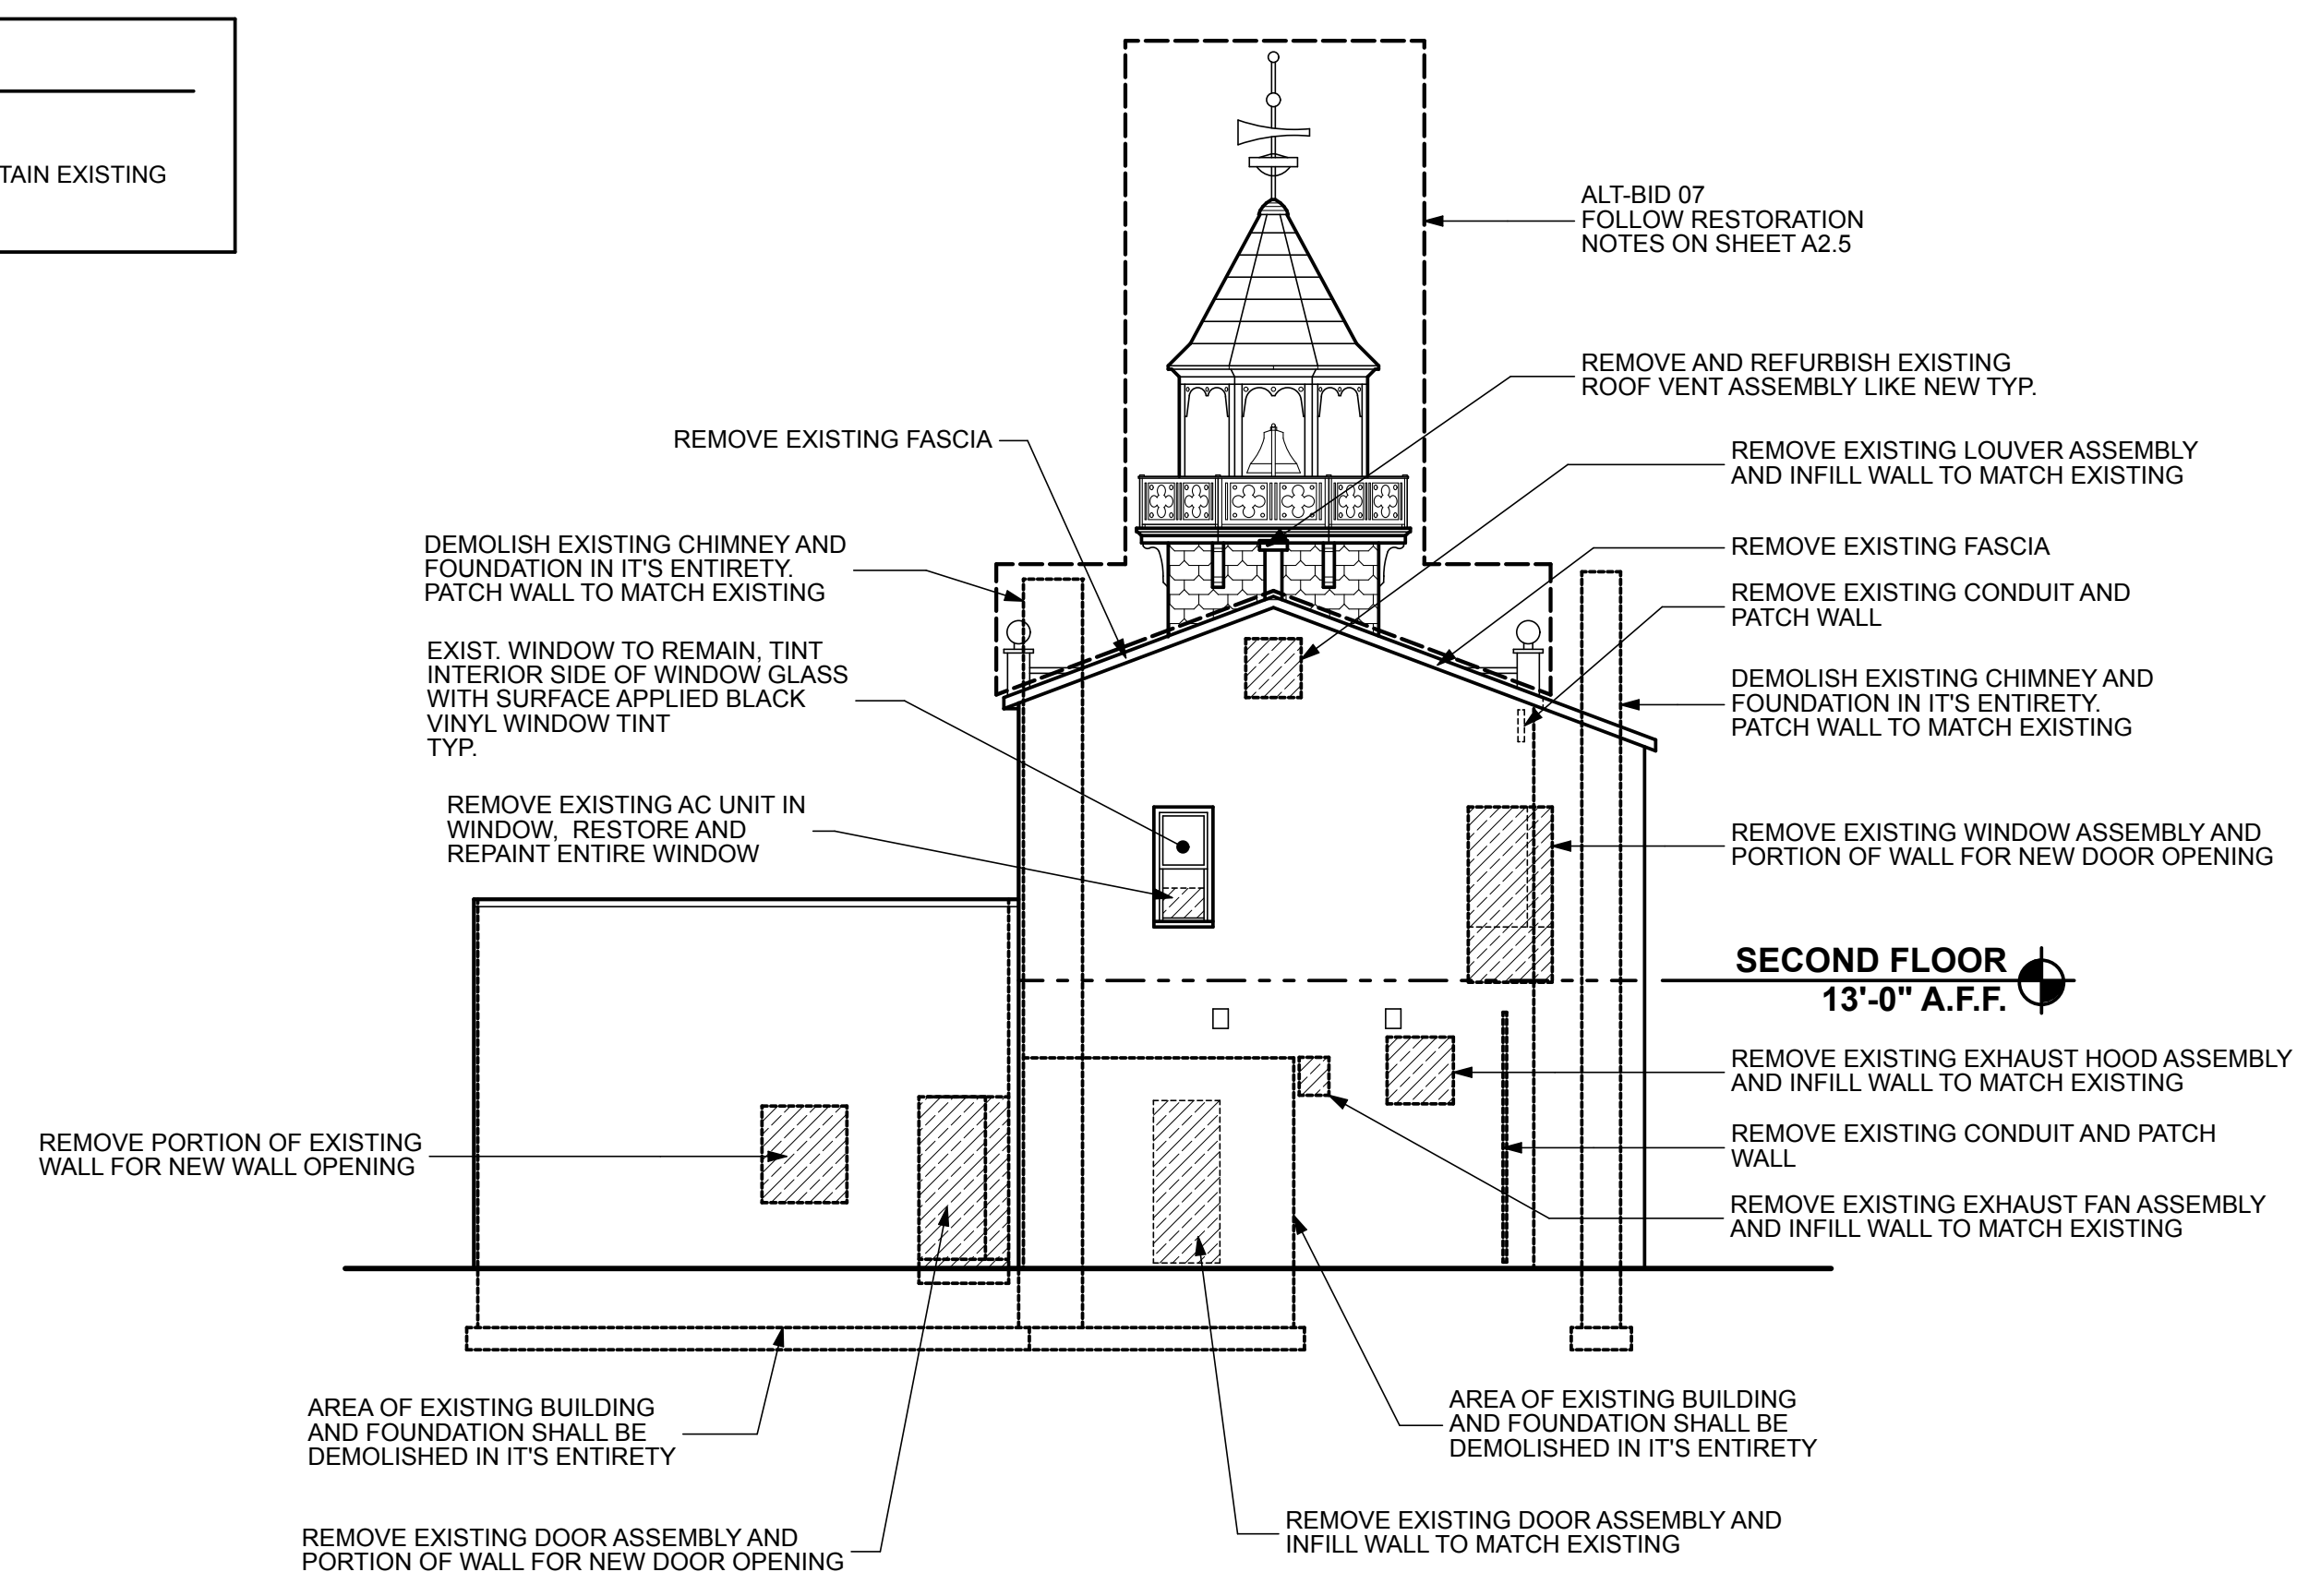 TAIN EXISTING
ALT-BID 07
FOLLOW RESTORATION
NOTES ON SHEET A2.5
REMOVE AND REFURBISH EXISTING
ROOF VENT ASSEMBLY LIKE NEW TYP.
REMOVE EXISTING FASCIA
REMOVE EXISTING LOUVER ASSEMBLY
AND INFILL WALL TO MATCH EXISTING
DEMOLISH EXISTING CHIMNEY AND
FOUNDATION IN IT'S ENTIRETY.
PATCH WALL TO MATCH EXISTING
REMOVE EXISTING FASCIA
REMOVE EXISTING CONDUIT AND
PATCH WALL
EXIST. WINDOW TO REMAIN, TINT
INTERIOR SIDE OF WINDOW GLASS
WITH SURFACE APPLIED BLACK
VINYL WINDOW TINT
TYP.
DEMOLISH EXISTING CHIMNEY AND
FOUNDATION IN IT'S ENTIRETY.
PATCH WALL TO MATCH EXISTING
REMOVE EXISTING AC UNIT IN
WINDOW, RESTORE AND
REPAINT ENTIRE WINDOW
REMOVE EXISTING WINDOW ASSEMBLY AND
PORTION OF WALL FOR NEW DOOR OPENING
SECOND FLOOR
13'-0" A.F.F.
REMOVE EXISTING EXHAUST HOOD ASSEMBLY
AND INFILL WALL TO MATCH EXISTING
REMOVE PORTION OF EXISTING
WALL FOR NEW WALL OPENING
REMOVE EXISTING CONDUIT AND PATCH
WALL
REMOVE EXISTING EXHAUST FAN ASSEMBLY
AND INFILL WALL TO MATCH EXISTING
AREA OF EXISTING BUILDING
AND FOUNDATION SHALL BE
DEMOLISHED IN IT'S ENTIRETY
AREA OF EXISTING BUILDING
AND FOUNDATION SHALL BE
DEMOLISHED IN IT'S ENTIRETY
REMOVE EXISTING DOOR ASSEMBLY AND
PORTION OF WALL FOR NEW DOOR OPENING
REMOVE EXISTING DOOR ASSEMBLY AND
INFILL WALL TO MATCH EXISTING